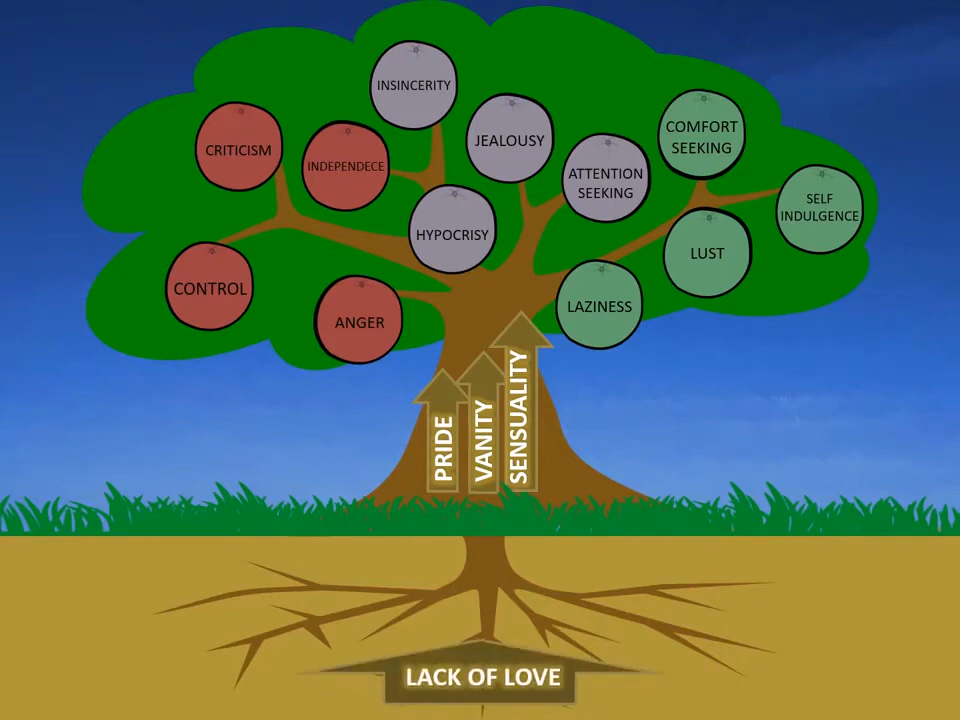 INSINCERITY
CRITICISM
INDEPENDECE
JEALOUSY
COMFORT
SEEKING
ATTENTION
SEEKING
SELF
INDULGENCE
HYPOCRISY
LUST
CONTROL
ANGER
LAZINESS
PRIDE
VANITY
SENSUALITY
LACK OF LOVE